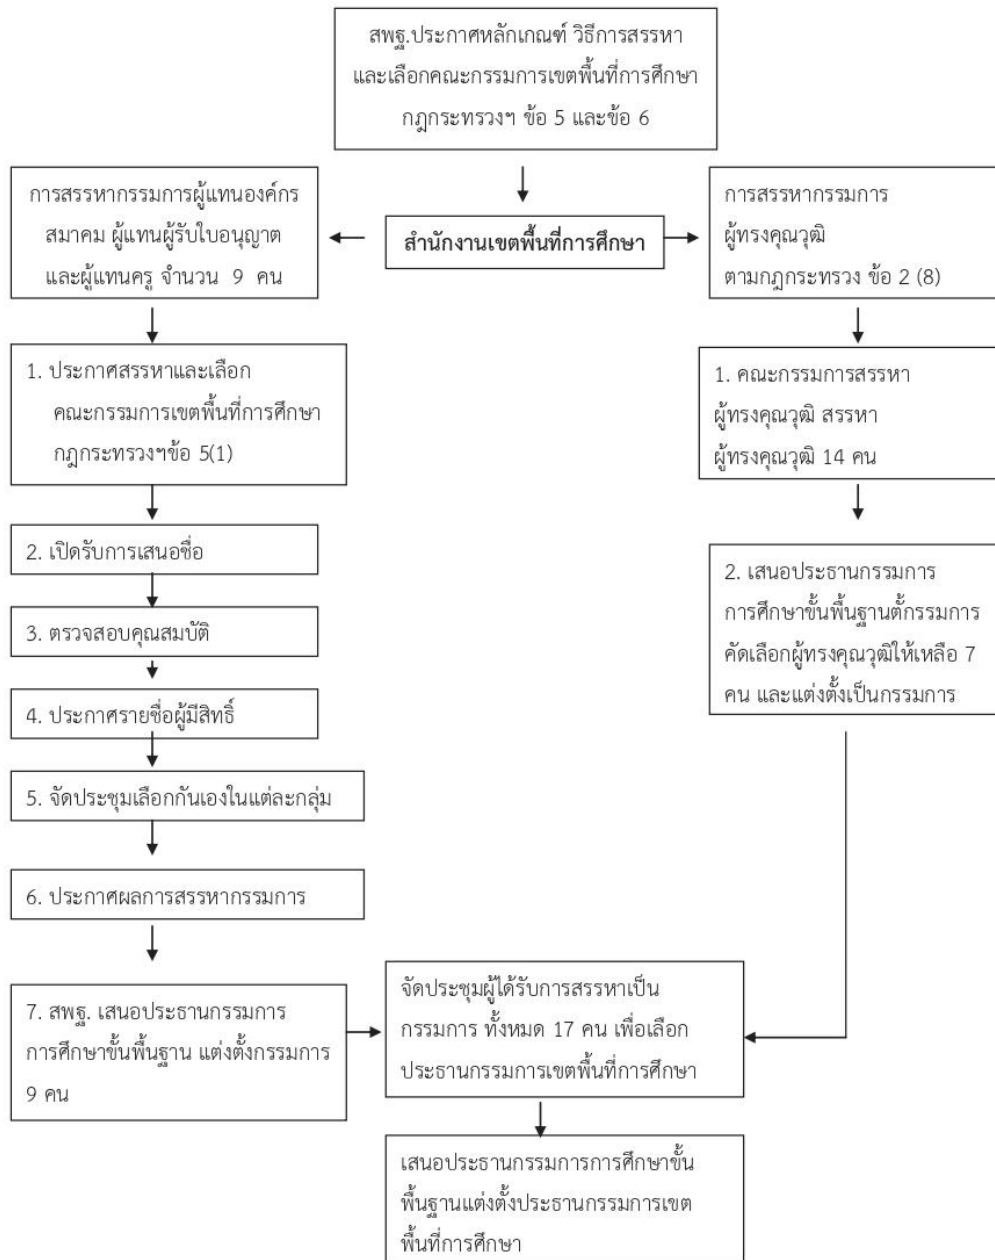 สพฐ.ประกาศหลักเกณฑ์ วิธีการสรรหา
และเลือกคณะกรรมการเขตพื้นที่การศึกษา
กฎกระทรวงฯ ข้อ 5 และข้อ 6
สำนักงานเขตพื้นที่การศึกษา
การสรรหากรรมการผู้แทนองค์กร
สมาคม ผู้แทนผู้รับใบอนุญาต
และผู้แทนครู จำนวน 9 คน
1. ประกาศสรรหาและเลือก
คณะกรรมการเขตพื้นที่การศึกษา
กฎกระทรวงฯข้อ 5(1)
2. เปิดรับการเสนอชื่อ
3. ตรวจสอบคุณสมบัติ
4. ประกาศรายชื่อผู้มีสิทธิ์
5. จัดประชุมเลือกกันเองในแต่ละกลุ่ม
6. ประกาศผลการสรรหากรรมการ
7. สพฐ. เสนอประธานกรรมการ
การศึกษาขั้นพื้นฐาน แต่งตั้งกรรมการ
9 คน
การสรรหากรรมการ
ผู้ทรงคุณวุฒิ
ตามกฎกระทรวง ข้อ 2 (8)
1. คณะกรรมการสรรหา
ผู้ทรงคุณวุฒิ สรรหา
ผู้ทรงคุณวุฒิ 14 คน
2. เสนอประธานกรรมการ
การศึกษาขั้นพื้นฐานตั้กรรมการ
คัดเลือกผู้ทรงคุณวุฒิให้เหลือ 7
คน และแต่งตั้งเป็นกรรมการ
จัดประชุมผู้ได้รับการสรรหาเป็น
กรรมการ ทั้งหมด 17 คน เพื่อเลือก
ประธานกรรมการเขตพื้นที่การศึกษา
เสนอประธานกรรมการการศึกษาขั้น
พื้นฐานแต่งตั้งประธานกรรมการเขต
พื้นที่การศึกษา